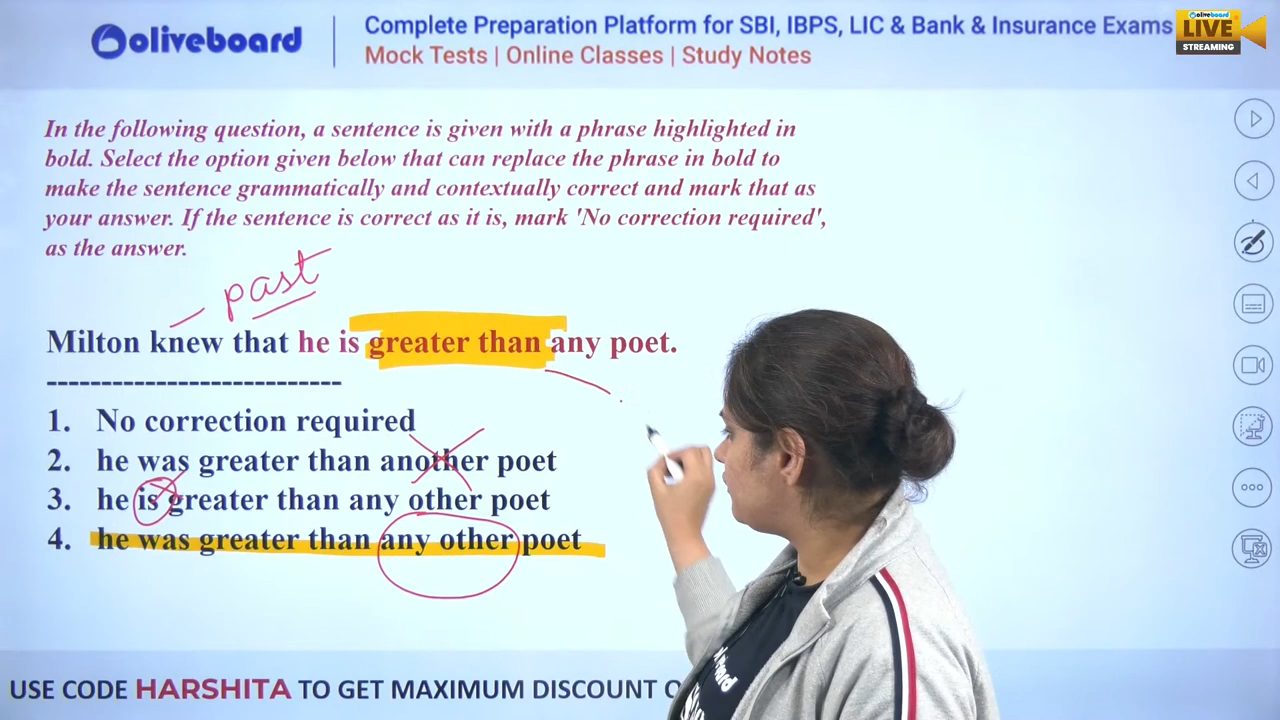 oliveboard
Complete Preparation Platform for SBI, IBPS, LIC & Bank & Insurance Exams
Mock Tests | Online Classes | Study Notes
oliveboard
LIVE
STREAMING
In the following question, a sentence is given with a phrase highlighted in
bold. Select the option given below that can replace the phrase in bold to
make the sentence grammatically and contextually correct and mark that as
your answer. If the sentence is correct as it is, mark 'No correction required',
as the answer.
past
Milton knew that he is greater than any poet.
---------------------------
1. No correction required
2. he was greater than another poet
3. he is greater than any other poet
4. he was greater than any other poet
USE CODE HARSHITA TO GET MAXIMUM DISCOUNT